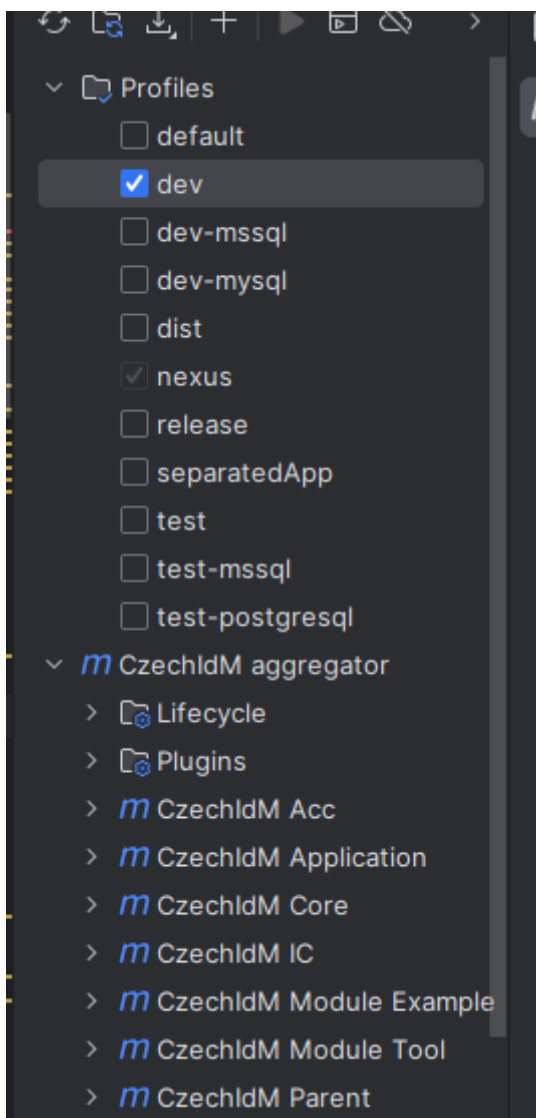 Profiles
default
dev
dev-mssql
dev-mysql
dist
nexus
release
separatedApp
test
test-mssql
test-postgresql
m CzechIdM aggregator
Lifecycle
Plugins
m CzechIdM Acc
m CzechIdM Application
m CzechIdM Core
m CzechIdM IC
m CzechIdM Module Example
m CzechIdM Module Tool
m CzechIdM Parent